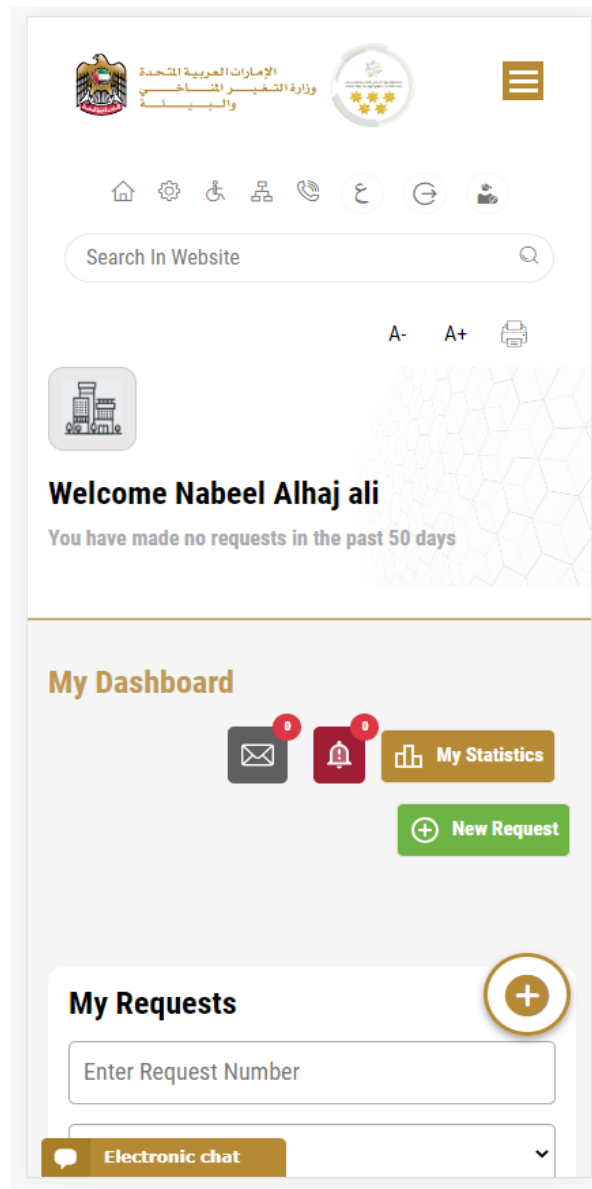 الإمارات العربية المتحدة
وزارة التغيير المناخي
والبيئة
ع
Search In Website
A- A+
Welcome Nabeel Alhaj ali
You have made no requests in the past 50 days
My Dashboard
0 0
My Statistics
New Request
My Requests
Enter Request Number
Electronic chat